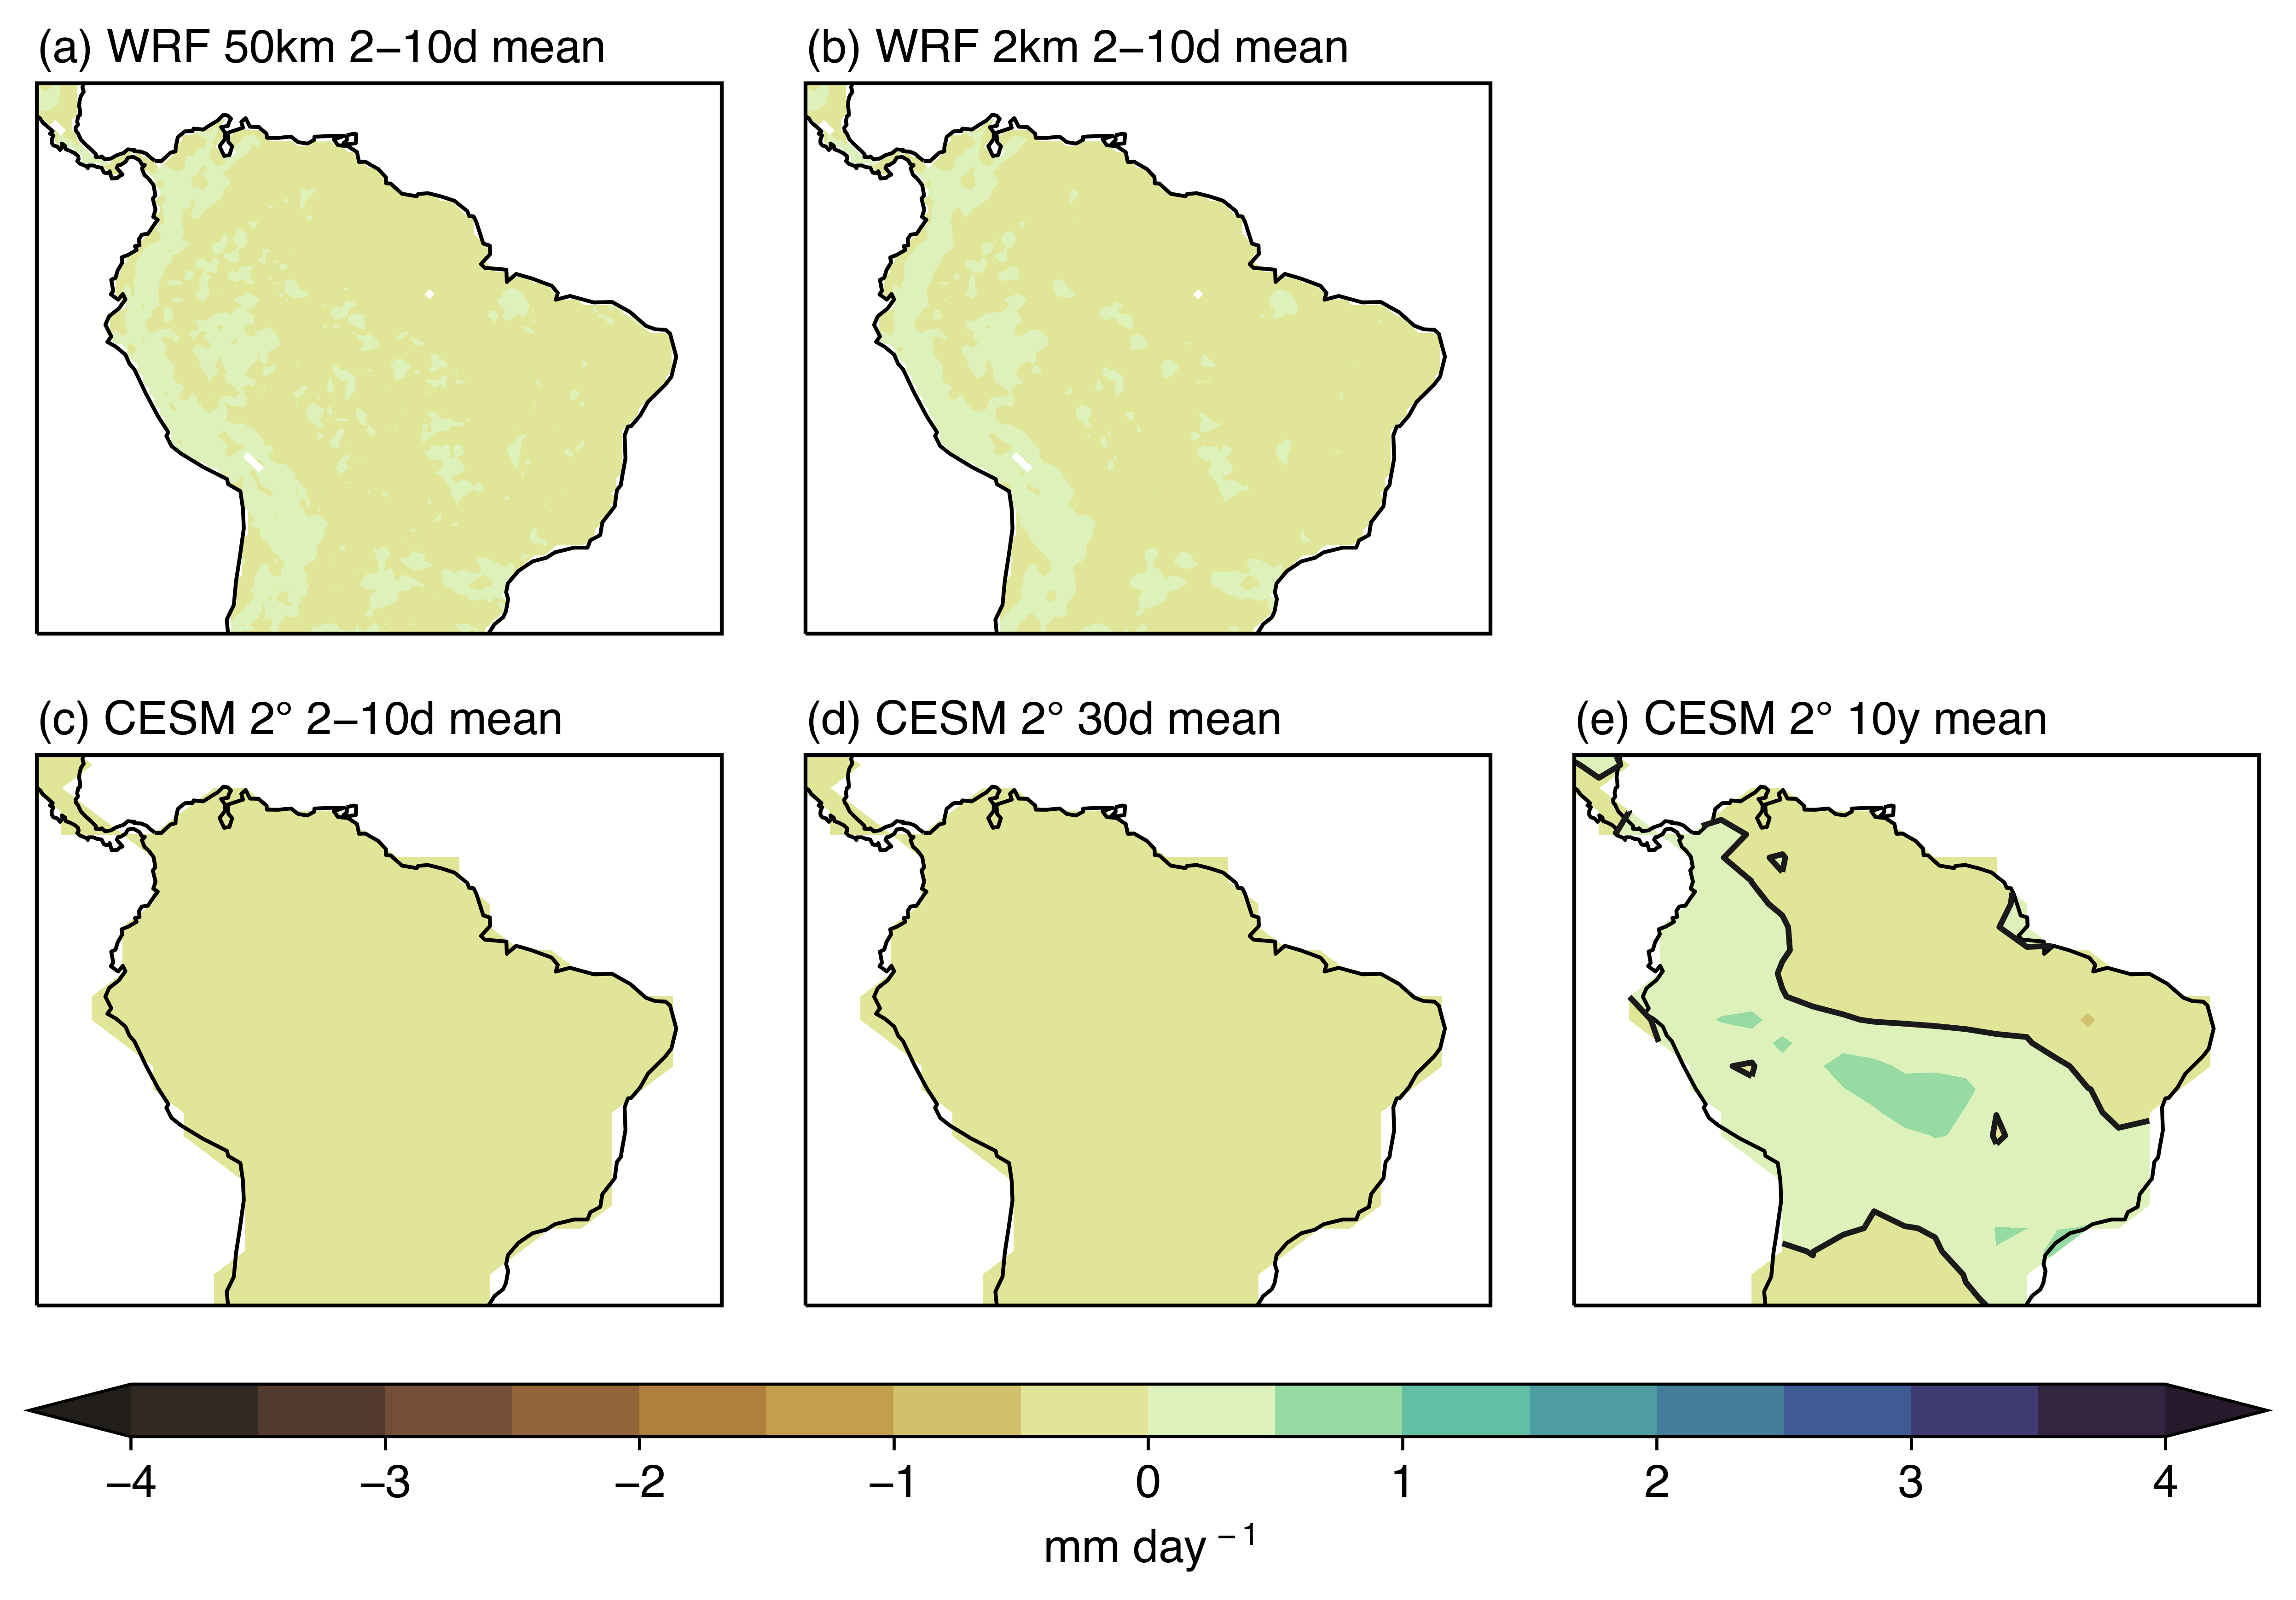 (a) WRF 50km 2–10d mean
(b) WRF 2km 2–10d mean
(c) CESM 2° 2–10d mean
(d) CESM 2° 30d mean
(e) CESM 2° 10y mean
–4 –3 –2 –1 0 1 2 3 4
mm day⁻¹